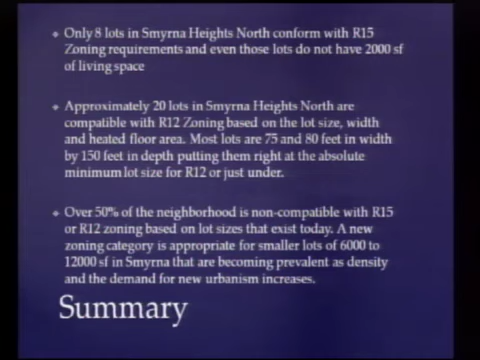 ❖ Only 8 lots in Smyrna Heights North conform with R15
Zoning requirements and even those lots do not have 2000 sf
of living space
❖ Approximately 20 lots in Smyrna Heights North are
compatible with R12 Zoning based on the lot size, width
and heated floor area. Most lots are 75 and 80 feet in width
by 150 feet in depth putting them right at the absolute
minimum lot size for R12 or just under.
❖ Over 50% of the neighborhood is non-compatible with R15
or R12 zoning based on lot sizes that exist today. A new
zoning category is appropriate for smaller lots of 6000 to
12000 sf in Smyrna that are becoming prevalent as density
and the demand for new urbanism increases.
Summary